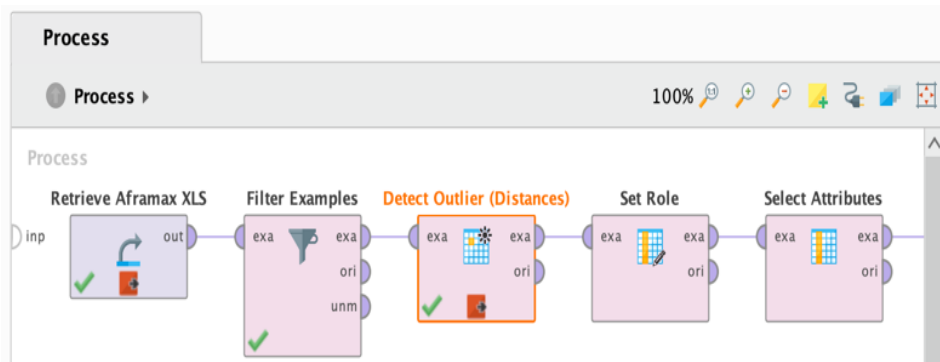 Process
Process
100%
Process
Retrieve Aframax XLS
Filter Examples
Detect Outlier (Distances)
Set Role
Select Attributes
inp
out
exa
exa
ori
unm
exa
exa
ori
exa
exa
ori
exa
exa
ori